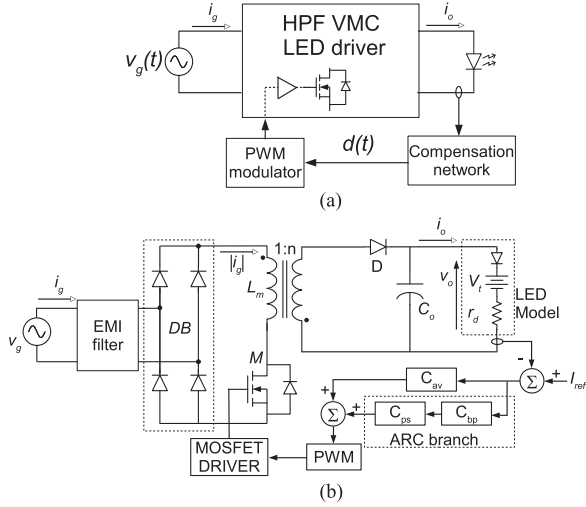 i_g
HPF VMC
LED driver
i_o
v_g(t)
PWM
modulator
d(t)
Compensation
network
(a)
i_g
v_g
EMI
filter
DB
|i_g|
1:n
L_m
M
D
C_o
i_o
v_o
V_t
r_d
LED
Model
-
Σ
+
I_ref
C_av
+
Σ
+
C_ps
C_bp
ARC branch
MOSFET
DRIVER
PWM
(b)